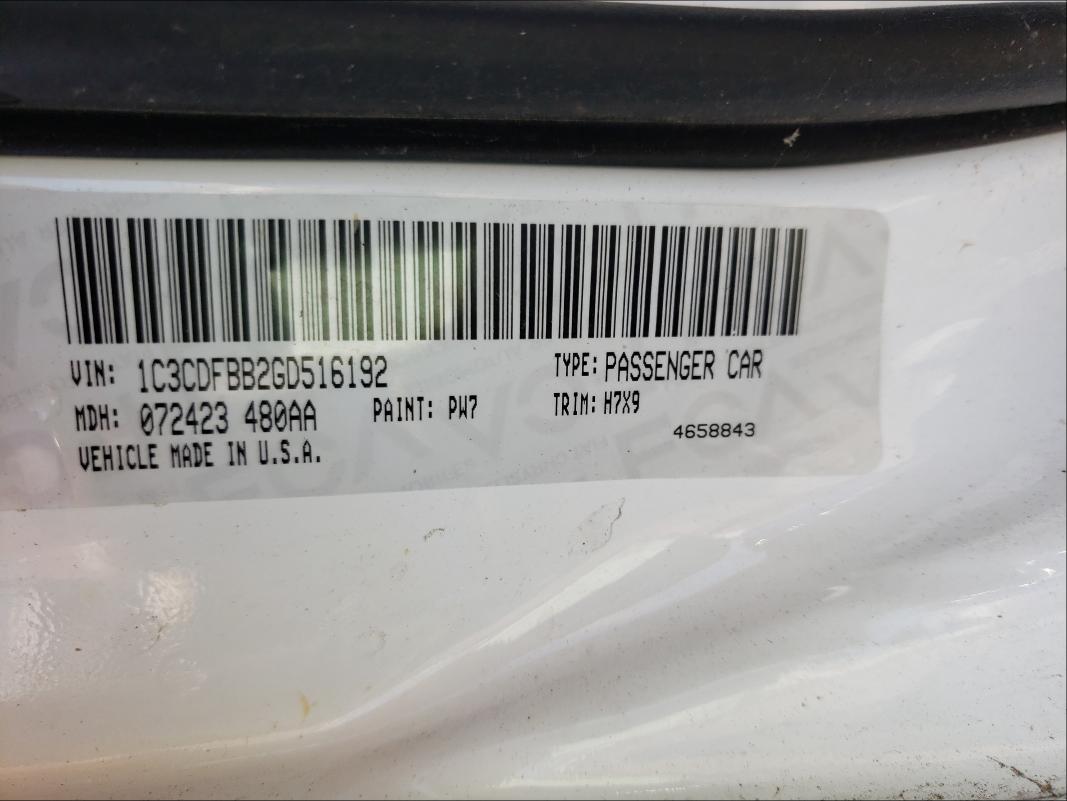 VIN: 1C3CDFBB2GD516192 TYPE: PASSENGER CAR
MDH: 072423 480AA PAINT: PW7 TRIM: H7X9
4658843
VEHICLE MADE IN U.S.A.